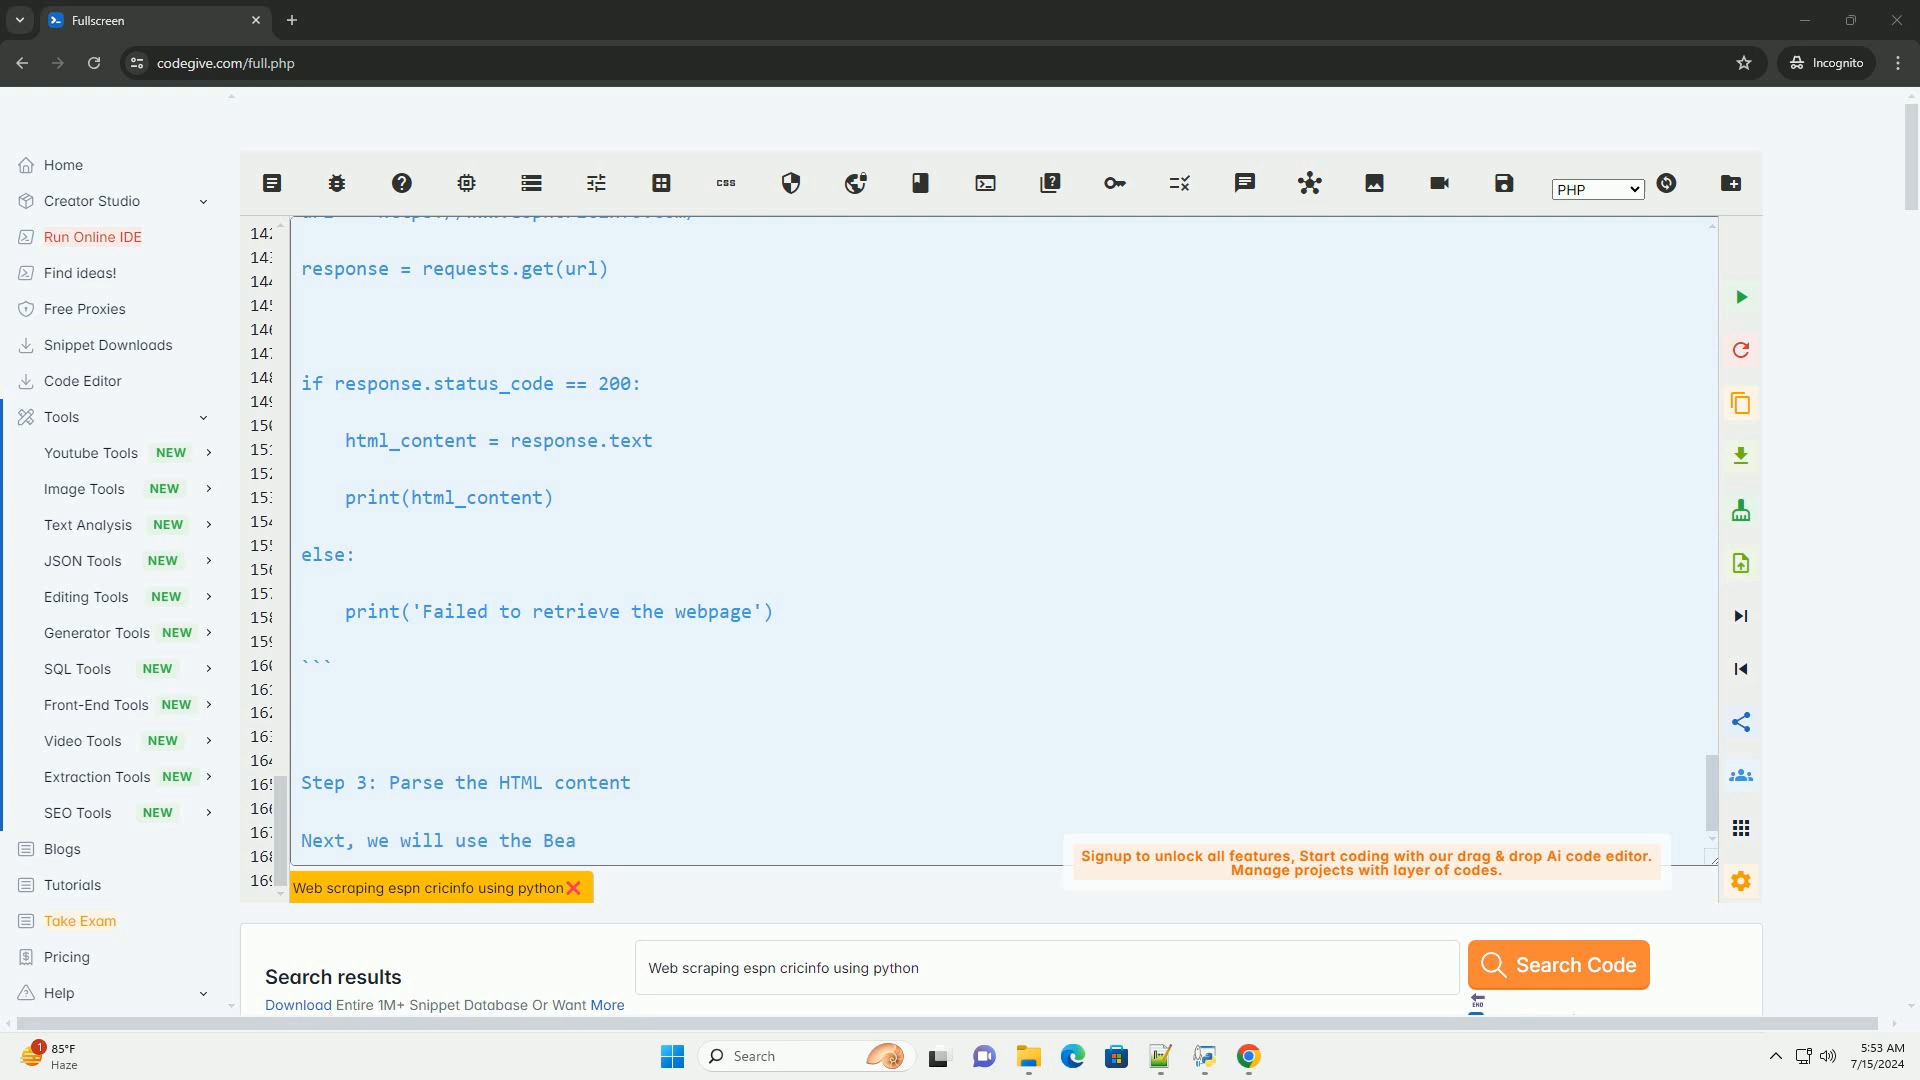 Fullscreen
codegive.com/full.php
Incognito
Home
Creator Studio
Run Online IDE
Find ideas!
Free Proxies
Snippet Downloads
Code Editor
Tools
Youtube Tools NEW
Image Tools NEW
Text Analysis NEW
JSON Tools NEW
Editing Tools NEW
Generator Tools NEW
SQL Tools NEW
Front-End Tools NEW
Video Tools NEW
Extraction Tools NEW
SEO Tools NEW
Blogs
Tutorials
Take Exam
Pricing
Help
css
PHP
response = requests.get(url)
if response.status_code == 200:
html_content = response.text
print(html_content)
else:
print('Failed to retrieve the webpage')
```
Step 3: Parse the HTML content
Next, we will use the Bea
Signup to unlock all features, Start coding with our drag & drop Ai code editor.
Manage projects with layer of codes.
Web scraping espn cricinfo using python
Search results
Download Entire 1M+ Snippet Database Or Want More
Web scraping espn cricinfo using python
Search Code
END
1
85°F
Haze
Search
5:53 AM
7/15/2024